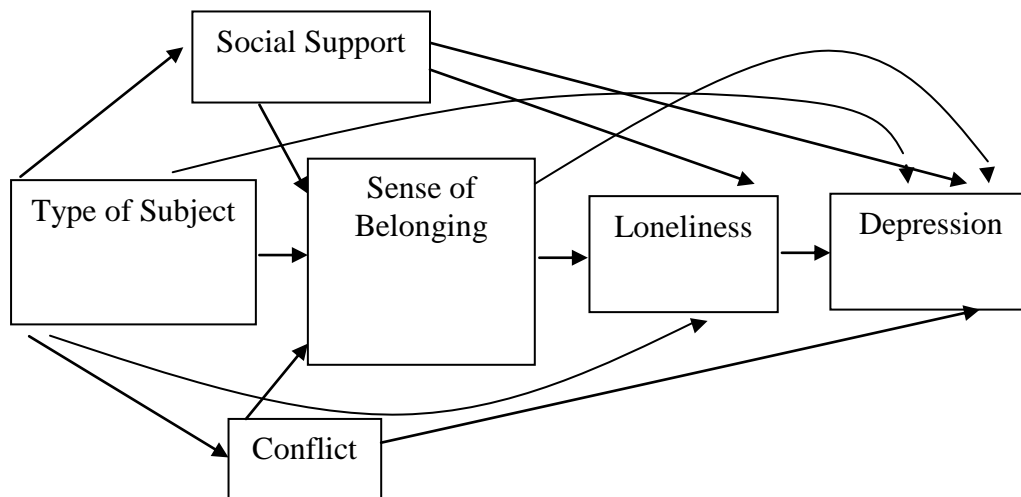 Social Support
Type of Subject
Sense of
Belonging
Loneliness
Depression
Conflict